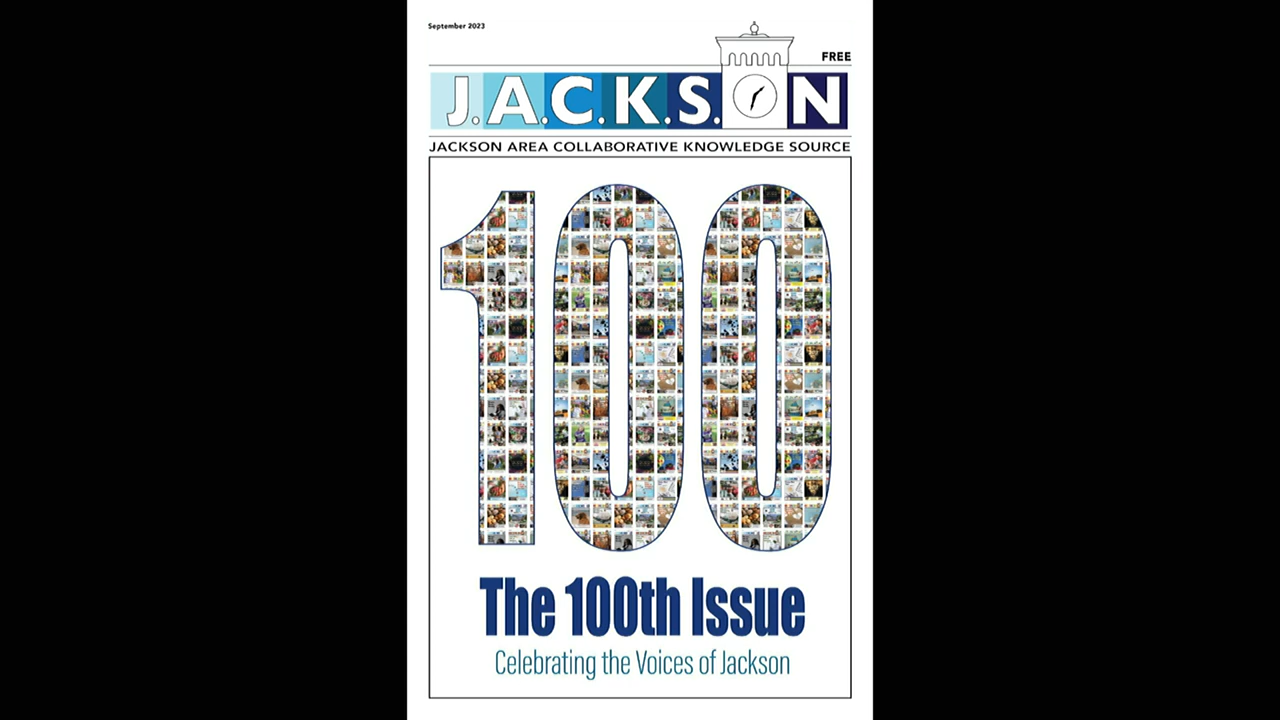 September 2023
FREE
J.A.C.K.S.ON
JACKSON AREA COLLABORATIVE KNOWLEDGE SOURCE
100
The 100th Issue
Celebrating the Voices of Jackson